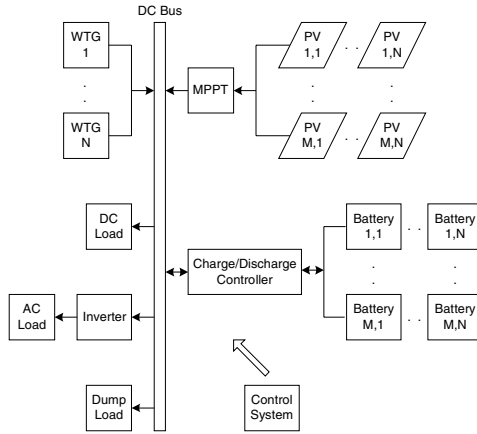 DC Bus
WTG
1
.
.
WTG
N
MPPT
PV
1,1
. .
PV
1,N
.
.
.
.
PV
M,1
. .
PV
M,N
DC
Load
Charge/Discharge
Controller
Battery
1,1
. .
Battery
1,N
.
.
.
.
Battery
M,1
. .
Battery
M,N
AC
Load
Inverter
Dump
Load
Control
System